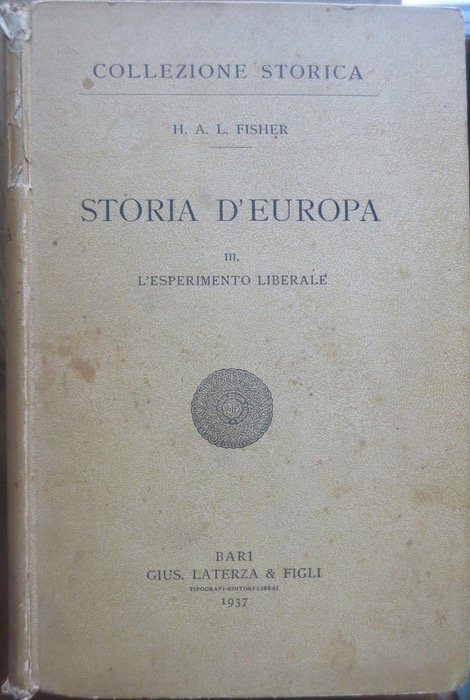 COLLEZIONE STORICA
H. A. L. FISHER
STORIA D'EUROPA
III.
L'ESPERIMENTO LIBERALE
BARI
GIUS. LATERZA & FIGLI
TIPOGRAFI-EDITORI-LIBRAI
1937